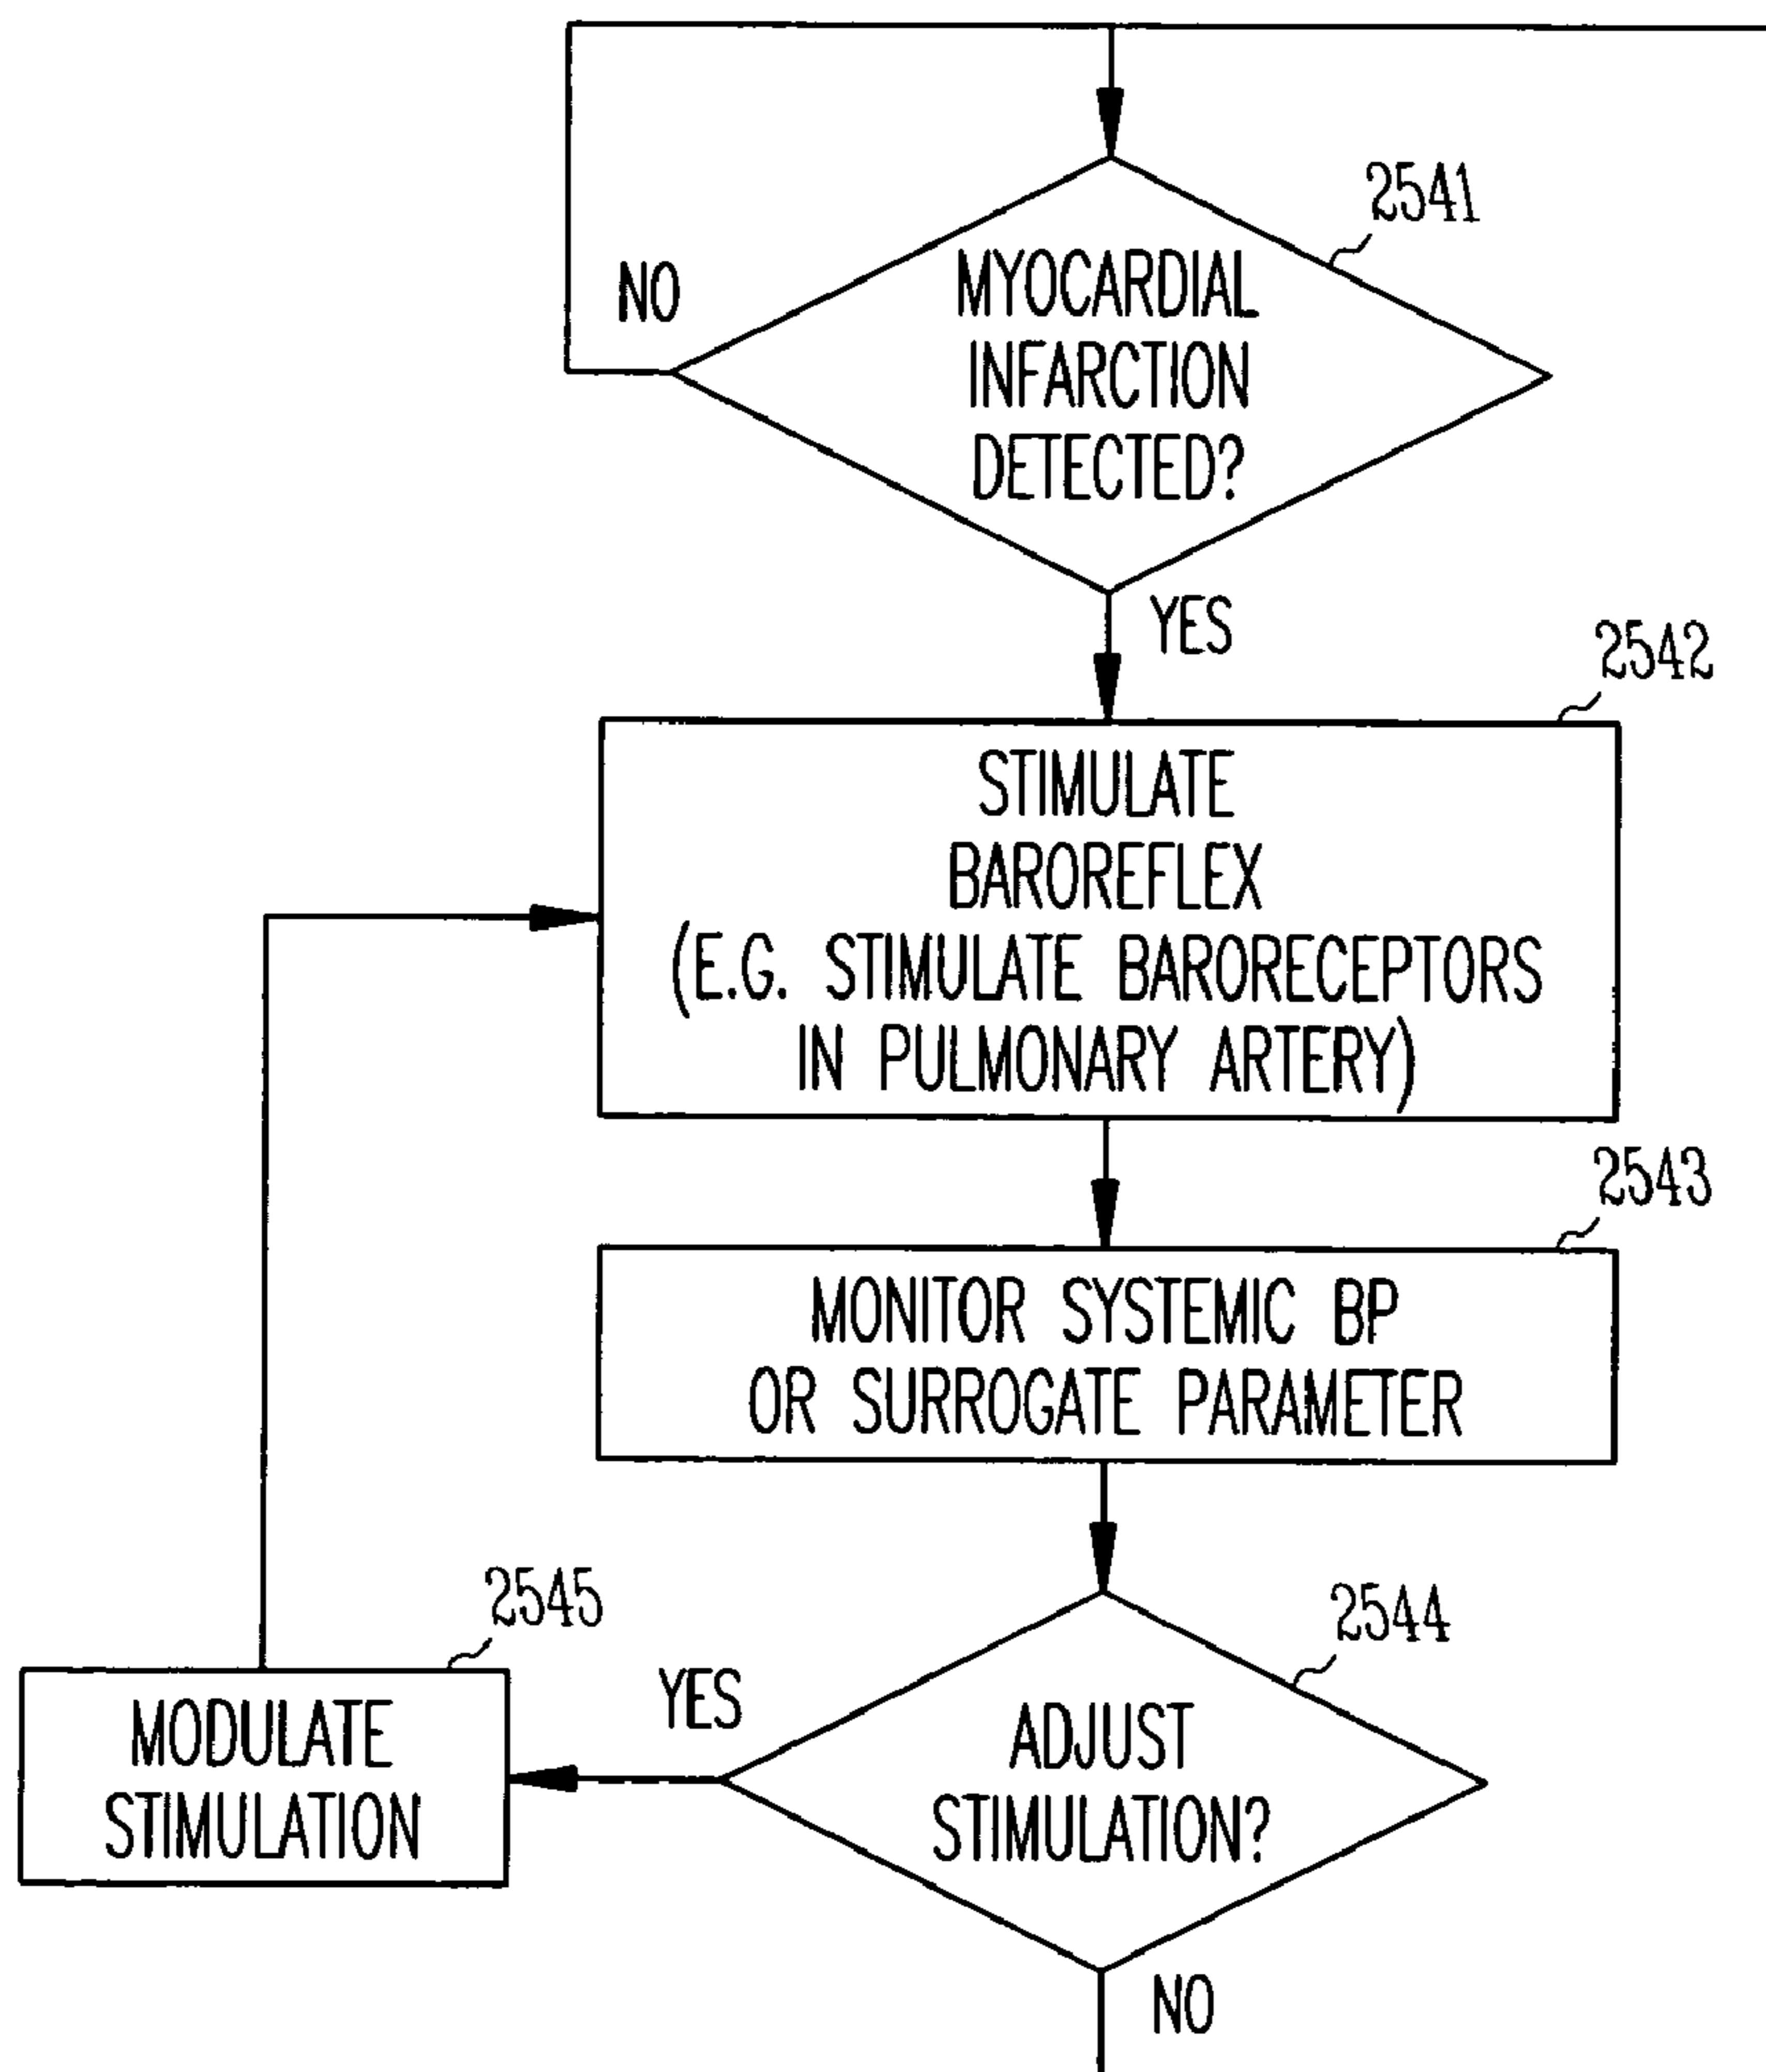 2541
NO
MYOCARDIAL
INFARCTION
DETECTED?
YES
2542
STIMULATE
BAROREFLEX
(E.G. STIMULATE BARORECEPTORS
IN PULMONARY ARTERY)
2543
MONITOR SYSTEMIC BP
OR SURROGATE PARAMETER
2545
2544
YES
MODULATE
STIMULATION
ADJUST
STIMULATION?
NO